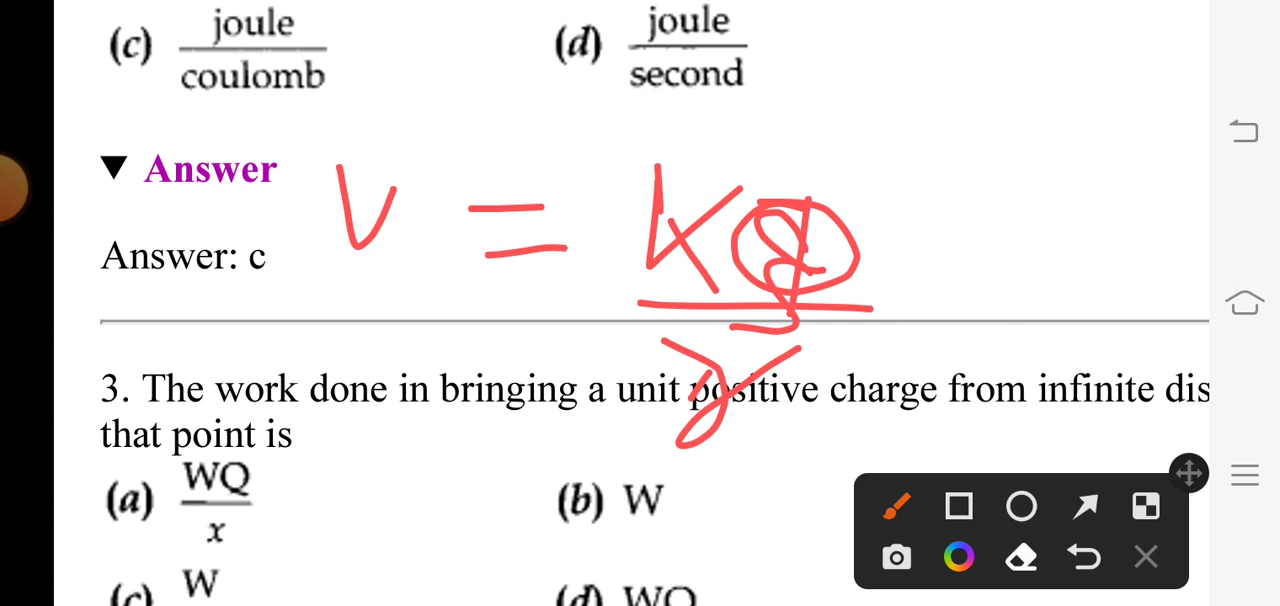 (c) joule / coulomb (d) joule / second
▼ Answer
V = k
Answer: c
3. The work done in bringing a unit positive charge from infinite dis
that point is
(a) WQ / x (b) W
(c) W (d) WQ